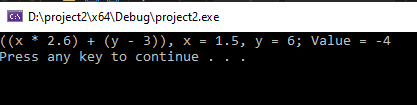 D:\project2\x64\Debug\project2.exe
((x * 2.6) + (y - 3)), x = 1.5, y = 6; Value = -4
Press any key to continue . . .